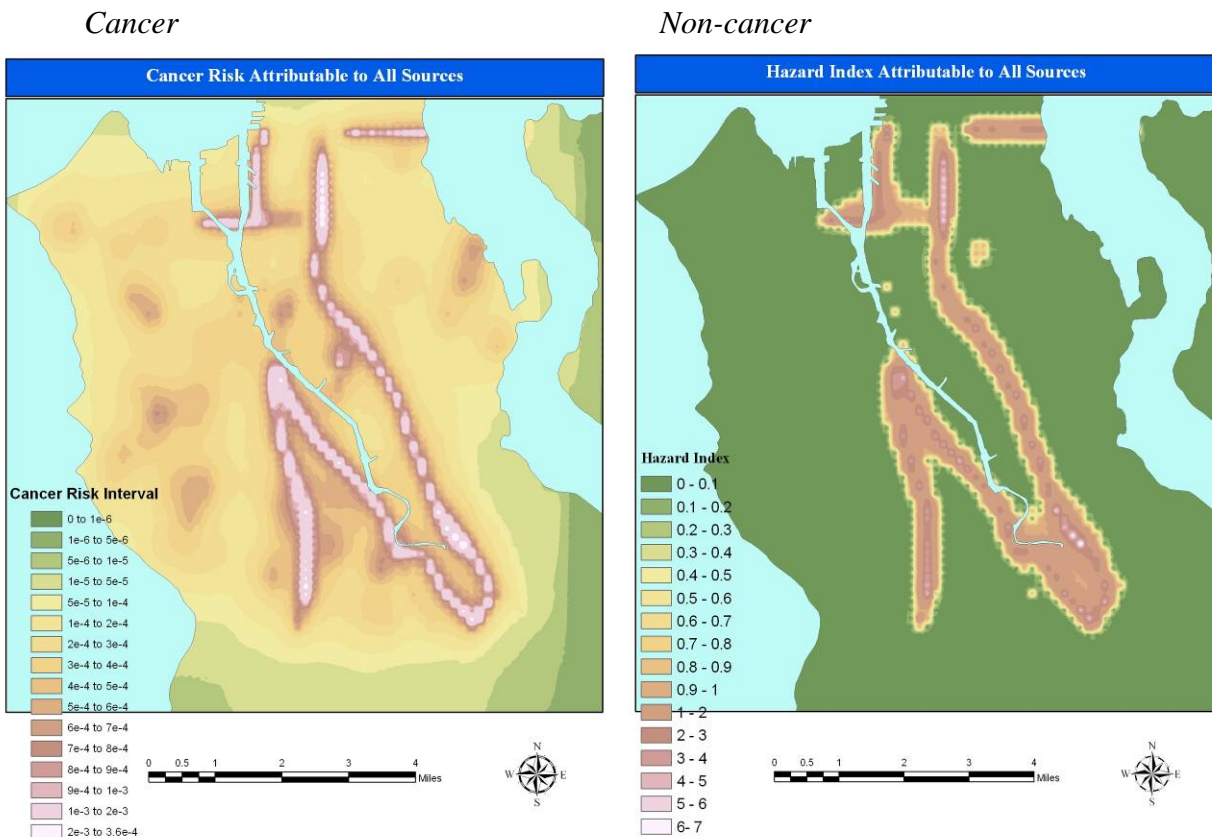 Cancer
Cancer Risk Attributable to All Sources
Cancer Risk Interval
0 to 1e-6
1e-6 to 5e-6
5e-6 to 1e-5
1e-5 to 5e-5
5e-5 to 1e-4
1e-4 to 2e-4
2e-4 to 3e-4
3e-4 to 4e-4
4e-4 to 5e-4
5e-4 to 6e-4
6e-4 to 7e-4
7e-4 to 8e-4
8e-4 to 9e-4
9e-4 to 1e-3
1e-3 to 2e-3
2e-3 to 3.6e-4
0 0.5 1 2 3 4
Miles
N
W E
S
Non-cancer
Hazard Index Attributable to All Sources
Hazard Index
0 - 0.1
0.1 - 0.2
0.2 - 0.3
0.3 - 0.4
0.4 - 0.5
0.5 - 0.6
0.6 - 0.7
0.7 - 0.8
0.8 - 0.9
0.9 - 1
1 - 2
2 - 3
3 - 4
4 - 5
5 - 6
6- 7
0 0.5 1 2 3 4
Miles
N
W E
S